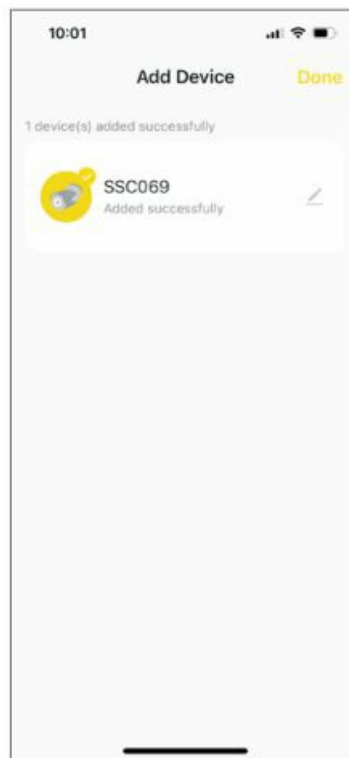 10:01
Add Device
Done
1 device(s) added successfully
SSC069
Added successfully